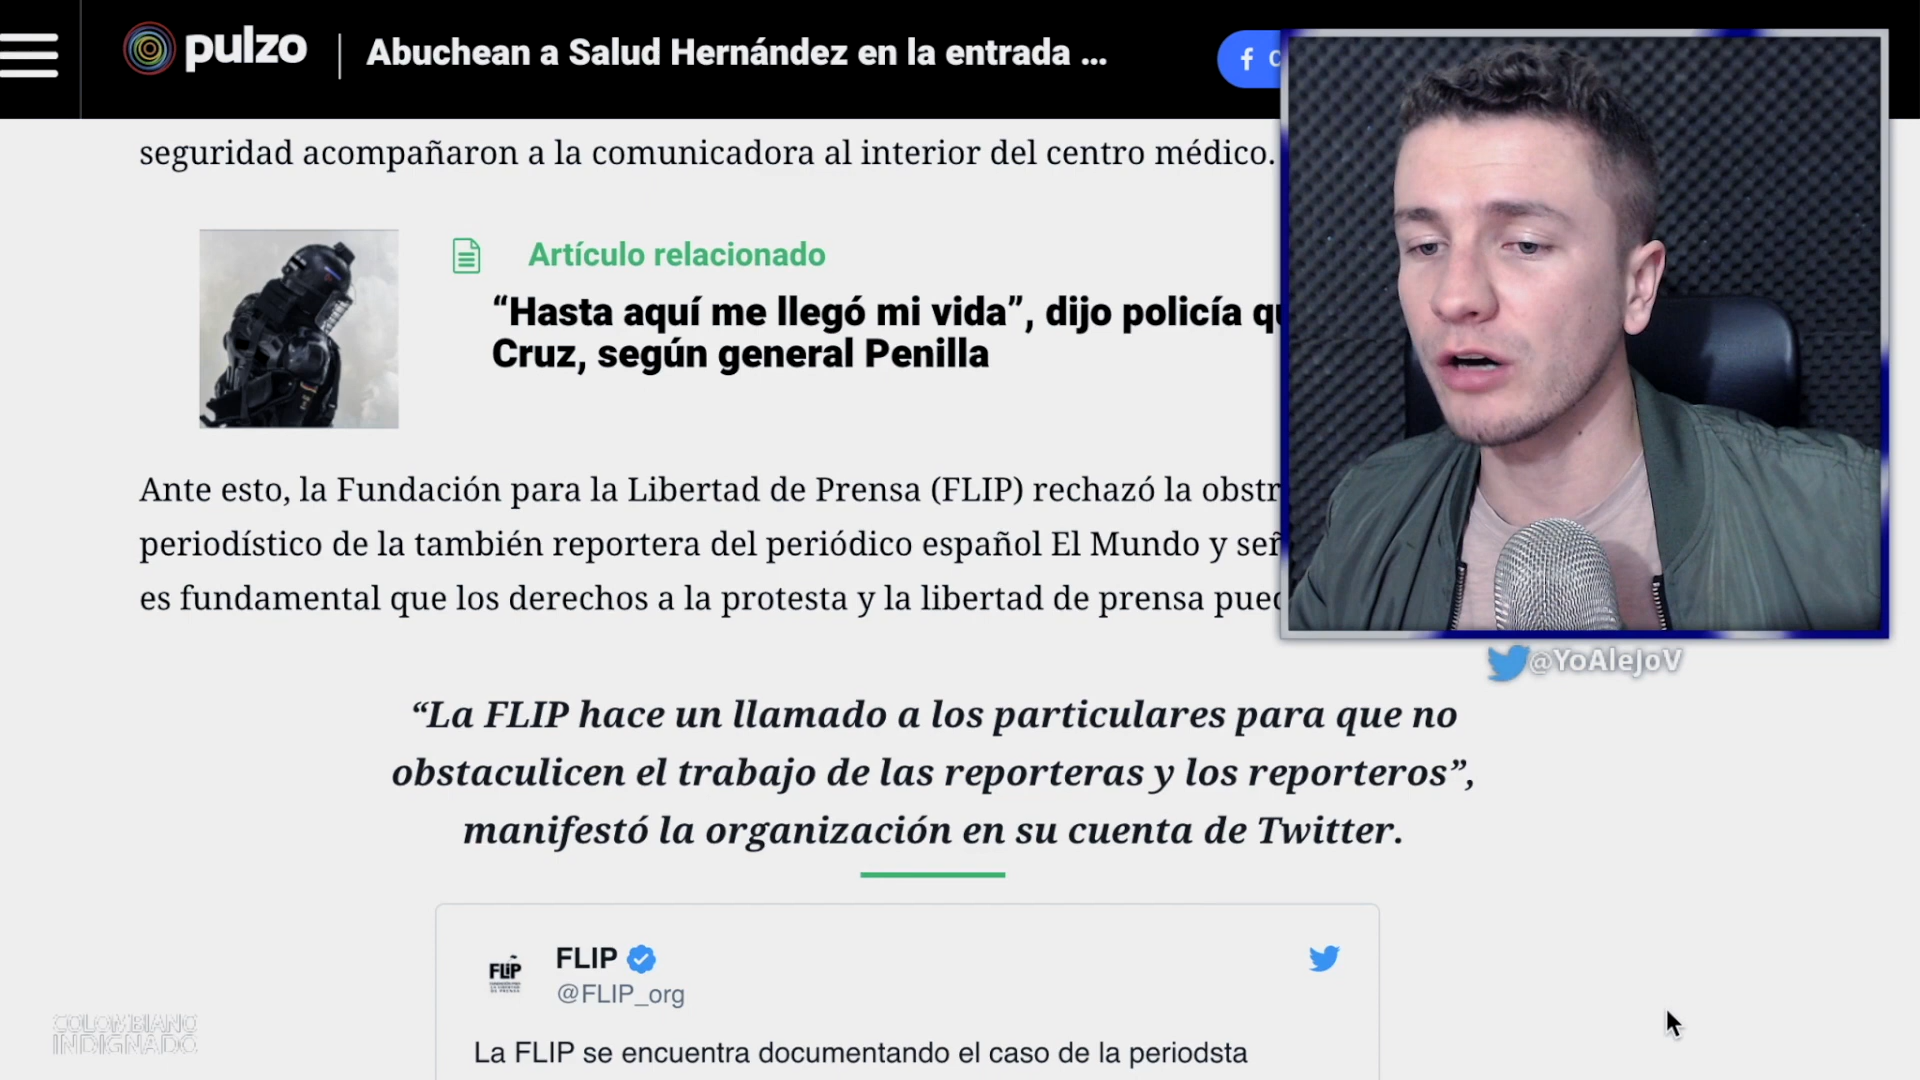 pulzo
Abuchean a Salud Hernández en la entrada ...
seguridad acompañaron a la comunicadora al interior del centro médico.
Artículo relacionado
“Hasta aquí me llegó mi vida”, dijo policía
Cruz, según general Penilla
Ante esto, la Fundación para la Libertad de Prensa (FLIP) rechazó la
periodístico de la también reportera del periódico español El Mundo y
es fundamental que los derechos a la protesta y la libertad de prensa
@YoAleJoV
“La FLIP hace un llamado a los particulares para que no
obstaculicen el trabajo de las reporteras y los reporteros”,
manifestó la organización en su cuenta de Twitter.
FLIP
FLIP
@FLIP_org
La FLIP se encuentra documentando el caso de la periodsta
COLOMBIANO
INDIGNADO